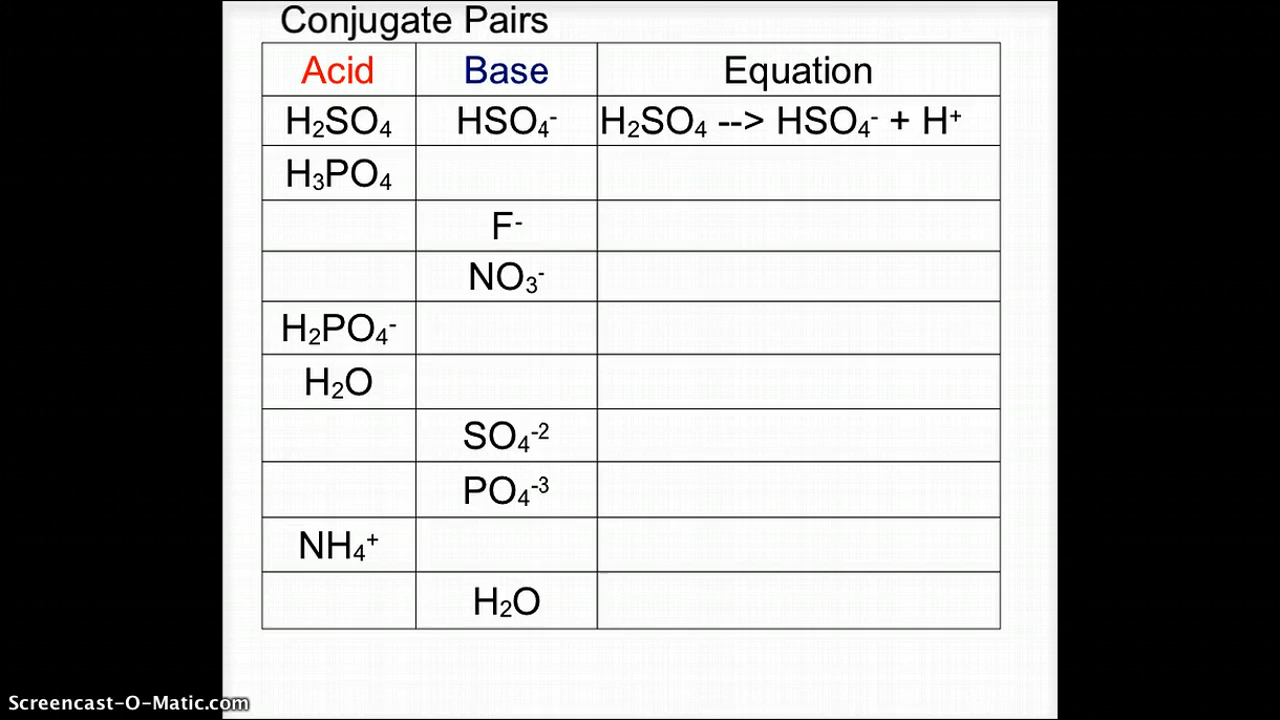 Conjugate Pairs
Acid Base Equation
H₂SO₄ HSO₄⁻ H₂SO₄ --> HSO₄⁻ + H⁺
H₃PO₄
F⁻
NO₃⁻
H₂PO₄⁻
H₂O
SO₄⁻²
PO₄⁻³
NH₄⁺
H₂O
Screencast-O-Matic.com